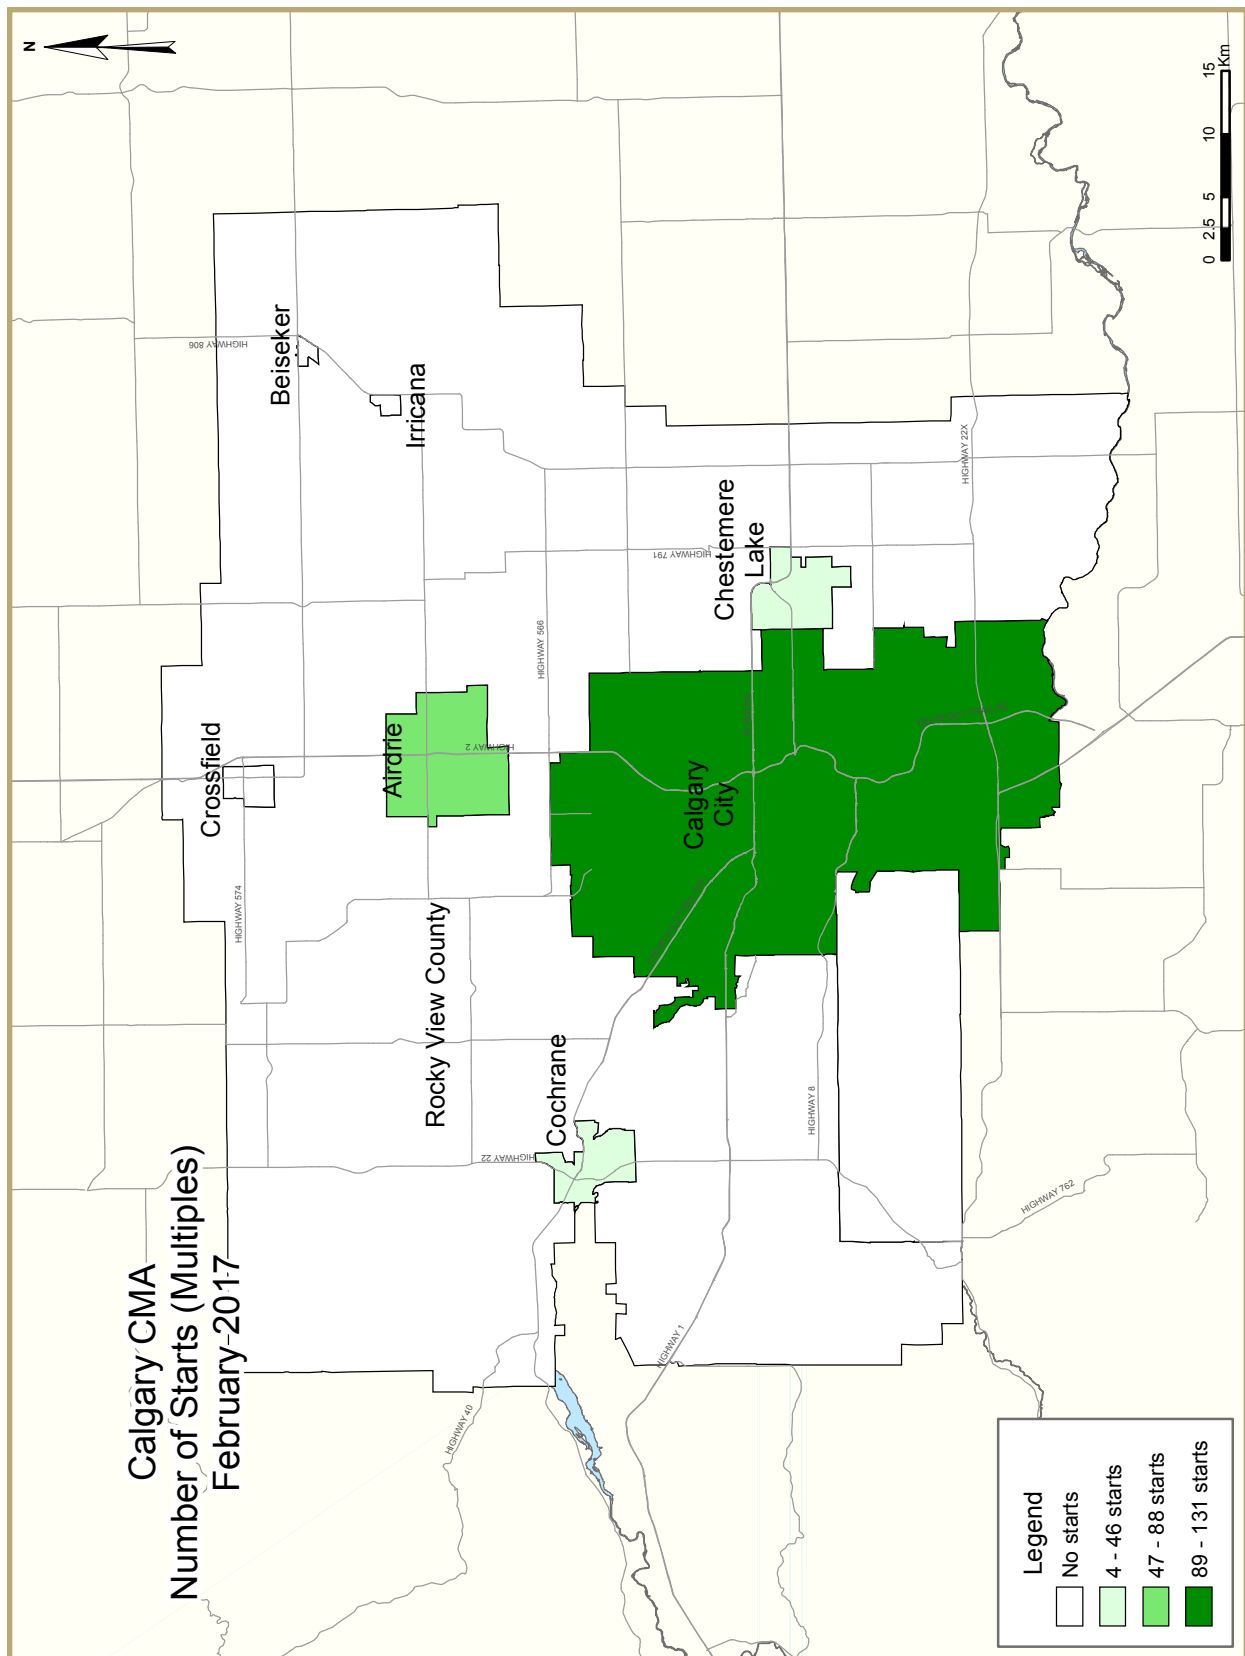 Calgary CMA
Number of Starts (Multiples)
February 2017
N
HIGHWAY 806
Beiseker
Irricana
Crossfield
HIGHWAY 574
Airdrie
HIGHWAY 2
HIGHWAY 566
Rocky View County
Cochrane
HIGHWAY 22
HIGHWAY 40
HIGHWAY 1
HIGHWAY 791
Chestemere
Lake
Calgary
City
HIGHWAY 8
HIGHWAY 22X
HIGHWAY 762
Legend
No starts
4 - 46 starts
47 - 88 starts
89 - 131 starts
0 2.5 5 10 15
Km